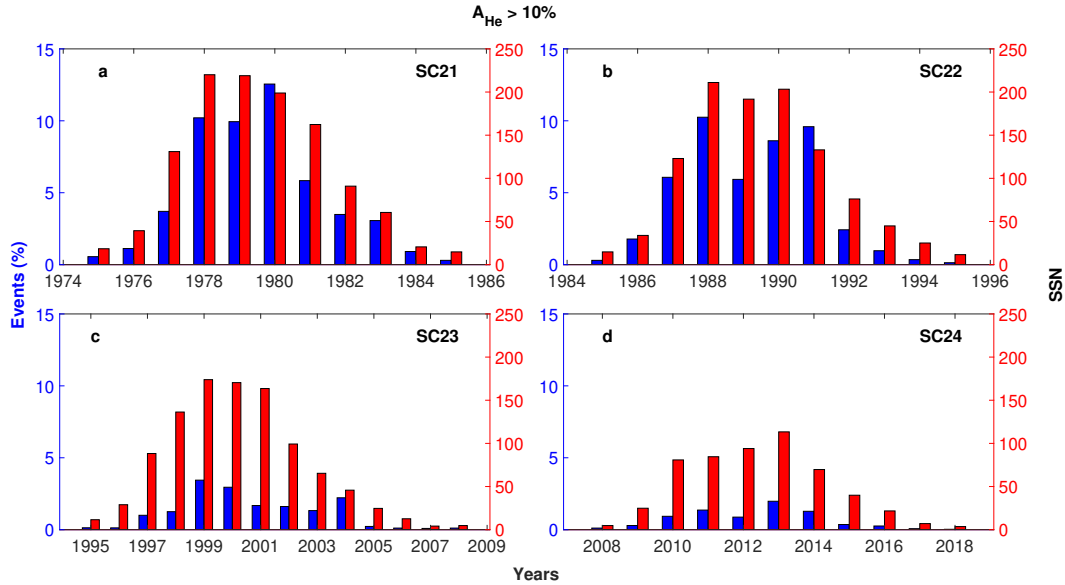 A_He > 10%
a SC21
b SC22
15 10 5 0
250 200 150 100 50 0
15 10 5 0
250 200 150 100 50 0
1974 1976 1978 1980 1982 1984 1986
1984 1986 1988 1990 1992 1994 1996
Events (%)
SSN
c SC23
d SC24
15 10 5 0
250 200 150 100 50 0
15 10 5 0
250 200 150 100 50 0
1995 1997 1999 2001 2003 2005 2007 2009
2008 2010 2012 2014 2016 2018
Years